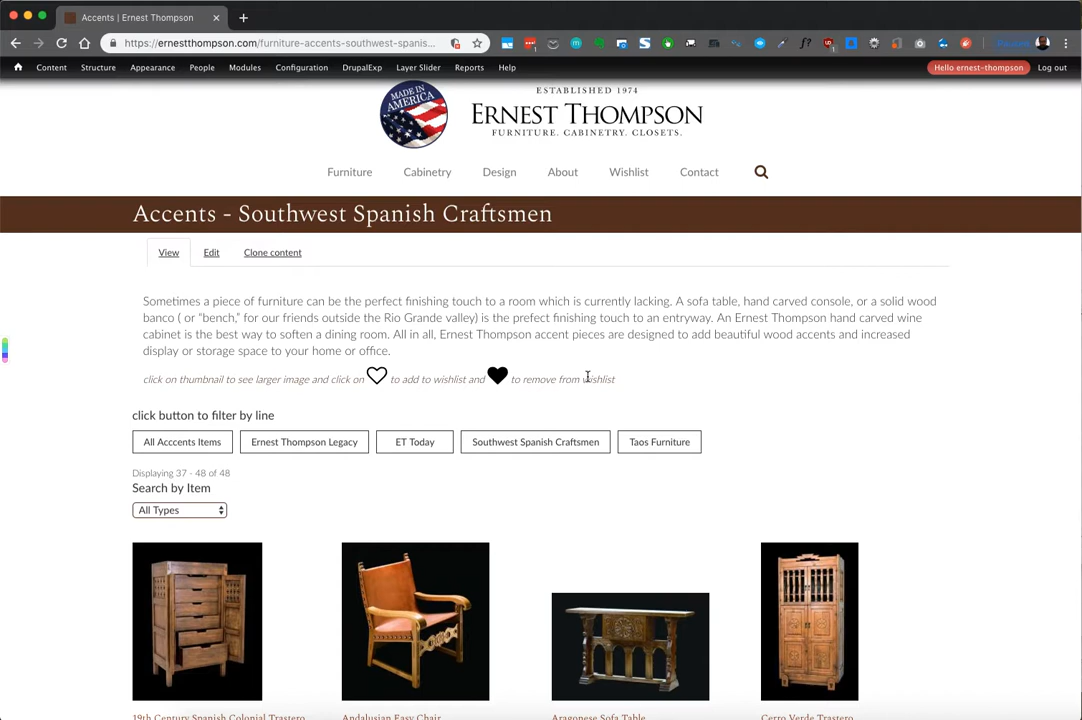 Accents | Ernest Thompson
https://ernestthompson.com/furniture-accents-southwest-spanis...
Content Structure Appearance People Modules Configuration DrupalExp Layer Slider Reports Help Hello ernest-thompson Log out
MADE IN AMERICA
ESTABLISHED 1974
ERNEST THOMPSON
FURNITURE. CABINETRY. CLOSETS.
Furniture Cabinetry Design About Wishlist Contact
Accents - Southwest Spanish Craftsmen
View Edit Clone content
Sometimes a piece of furniture can be the perfect finishing touch to a room which is currently lacking. A sofa table, hand carved console, or a solid wood
banco ( or “bench,” for our friends outside the Rio Grande valley) is the prefect finishing touch to an entryway. An Ernest Thompson hand carved wine
cabinet is the best way to soften a dining room. All in all, Ernest Thompson accent pieces are designed to add beautiful wood accents and increased
display or storage space to your home or office.
click on thumbnail to see larger image and click on to add to wishlist and to remove from wishlist
click button to filter by line
All Acccents Items Ernest Thompson Legacy ET Today Southwest Spanish Craftsmen Taos Furniture
Displaying 37 - 48 of 48
Search by Item
All Types
19th Century Spanish Colonial Trastero Andalusian Easy Chair Aragonese Sofa Table Cerro Verde Trastero